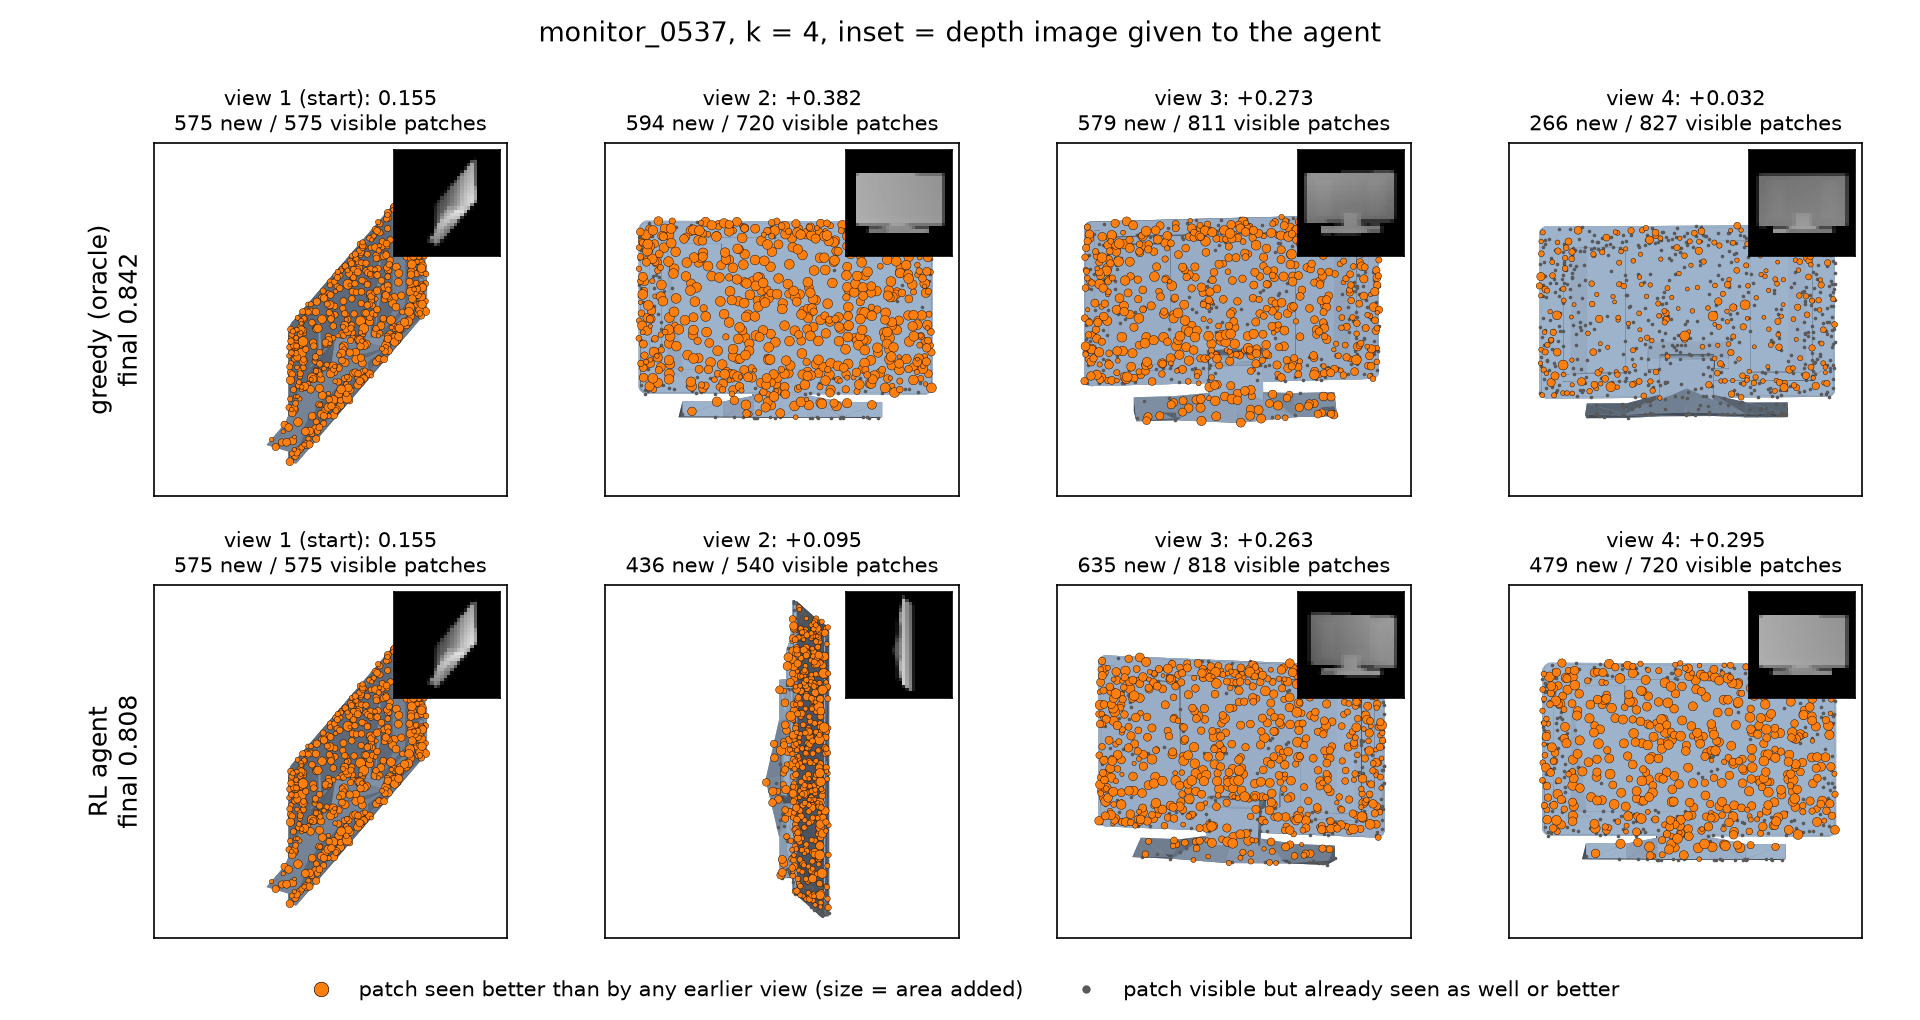 monitor_0537, k = 4, inset = depth image given to the agent
greedy (oracle)
final 0.842
view 1 (start): 0.155
575 new / 575 visible patches
view 2: +0.382
594 new / 720 visible patches
view 3: +0.273
579 new / 811 visible patches
view 4: +0.032
266 new / 827 visible patches
RL agent
final 0.808
view 1 (start): 0.155
575 new / 575 visible patches
view 2: +0.095
436 new / 540 visible patches
view 3: +0.263
635 new / 818 visible patches
view 4: +0.295
479 new / 720 visible patches
patch seen better than by any earlier view (size = area added)
patch visible but already seen as well or better